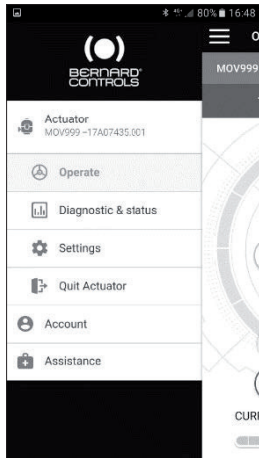 80% 16:48
BERNARD
CONTROLS
Actuator
MOV999 –17A07435.001
Operate
Diagnostic & status
Settings
Quit Actuator
Account
Assistance
O
MOV999
CURR